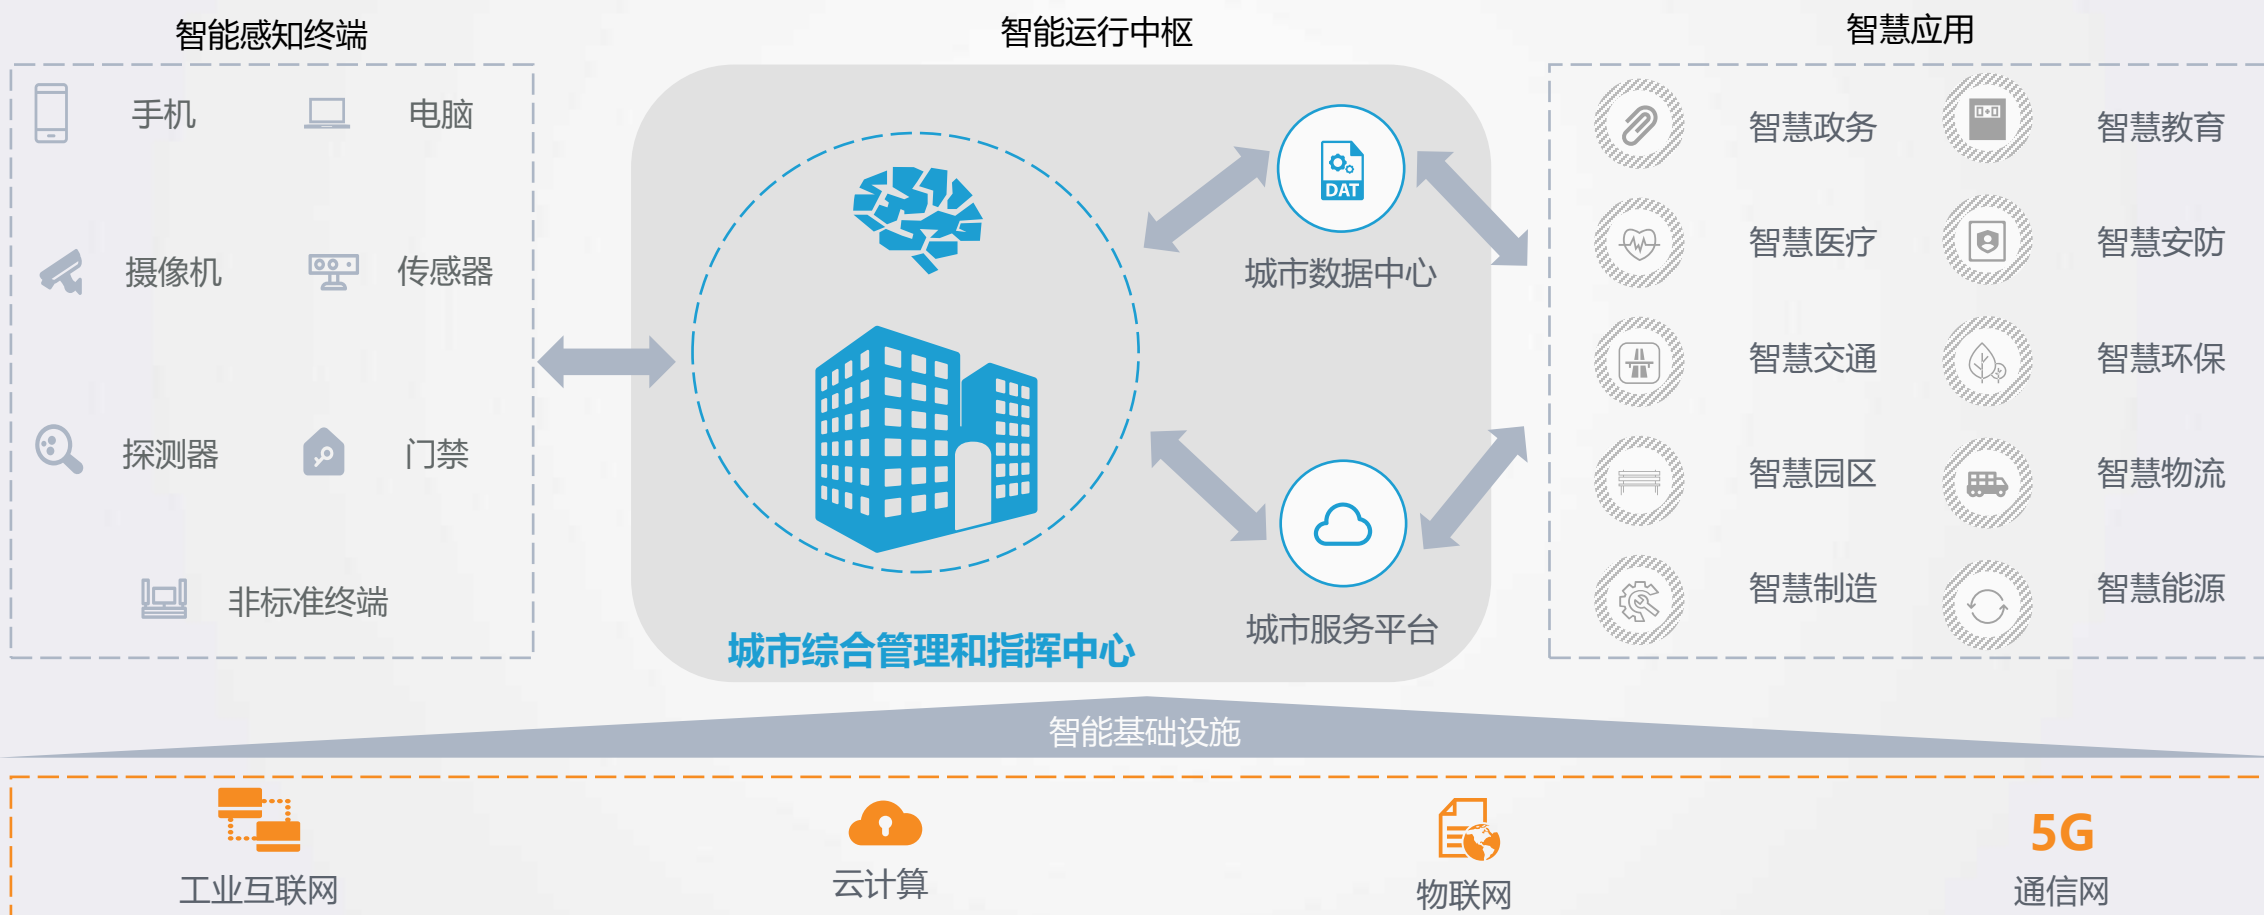 智能感知终端
智能运行中枢
智慧应用
手机
电脑
摄像机
传感器
探测器
门禁
非标准终端
DAT
城市数据中心
城市服务平台
城市综合管理和指挥中心
智慧政务
智慧教育
智慧医疗
智慧安防
智慧交通
智慧环保
智慧园区
智慧物流
智慧制造
智慧能源
智能基础设施
工业互联网
云计算
物联网
5G
通信网